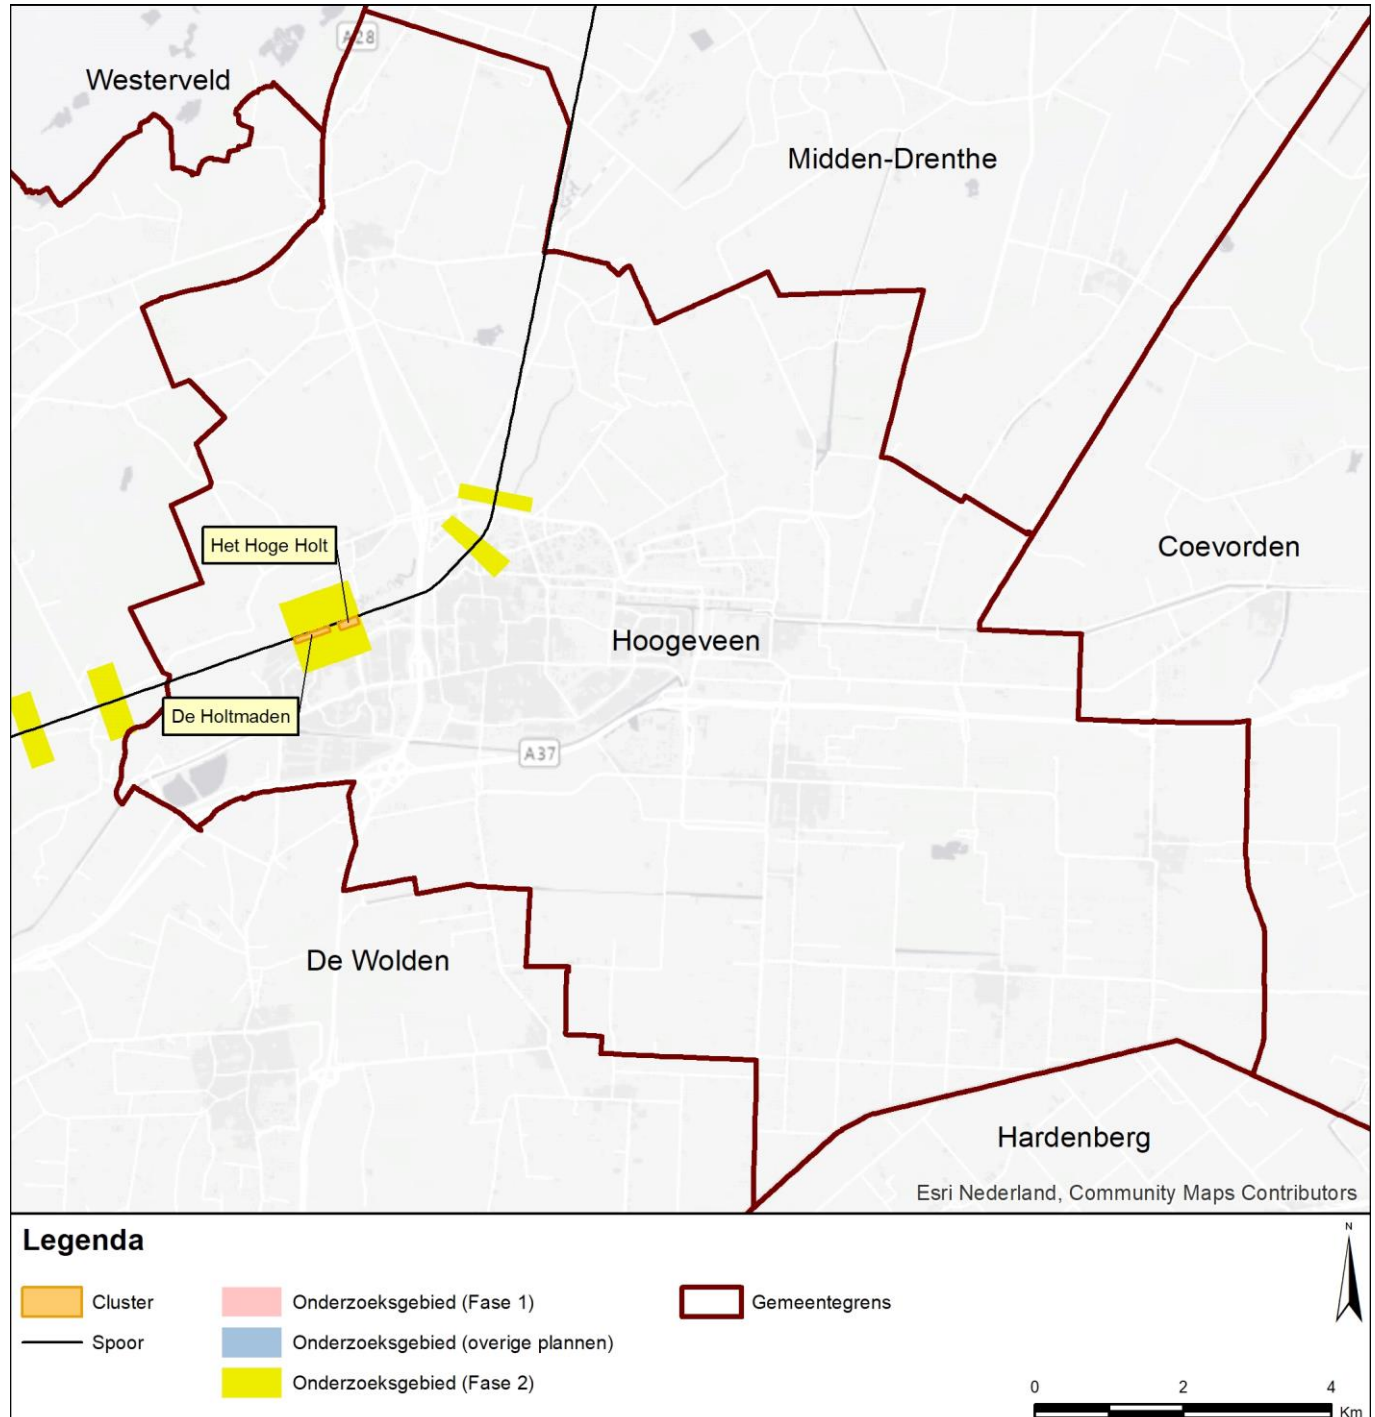 A28
Westerveld
Midden-Drenthe
Het Hoge Holt
Coevorden
Hoogeveen
De Holtmaden
A37
De Wolden
Hardenberg
Esri Nederland, Community Maps Contributors
Legenda
N
Cluster
Onderzoeksgebied (Fase 1)
Gemeentegrens
Spoor
Onderzoeksgebied (overige plannen)
Onderzoeksgebied (Fase 2)
0 2 4
Km